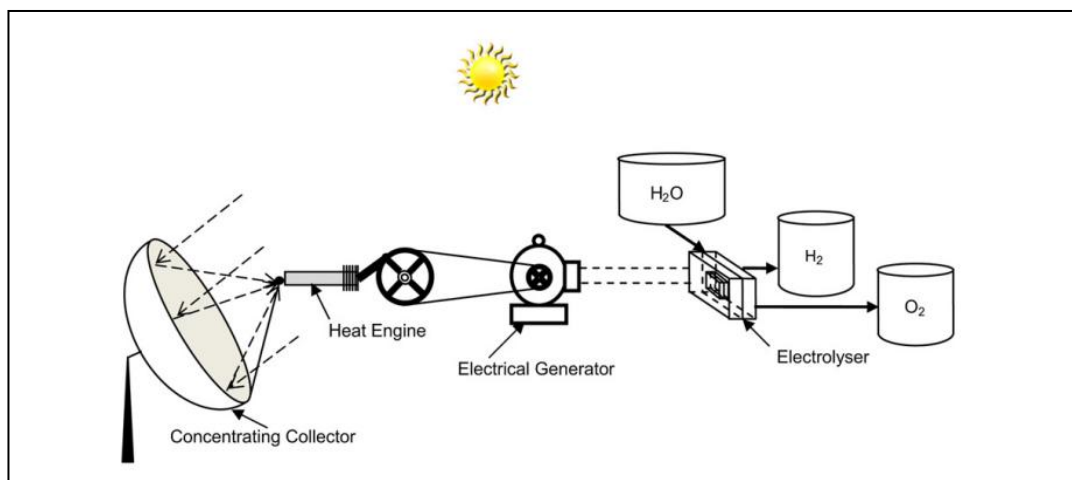 H₂O
H₂
O₂
Heat Engine
Electrical Generator
Electrolyser
Concentrating Collector